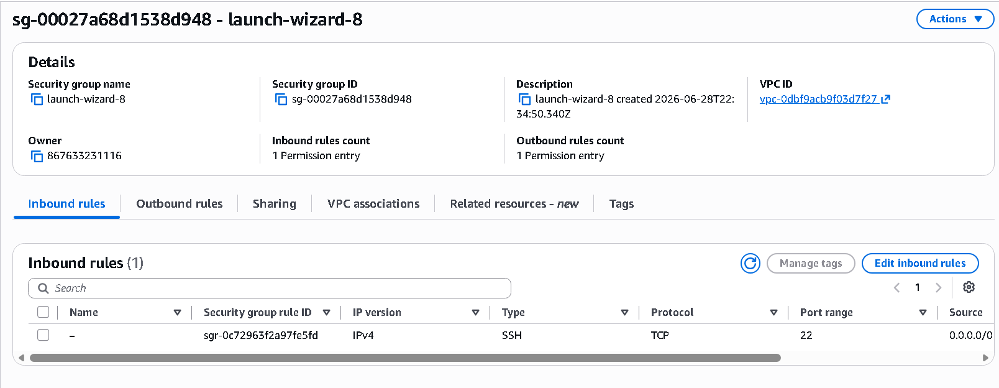 sg-00027a68d1538d948 - launch-wizard-8
Actions
Details
Security group name
launch-wizard-8
Security group ID
sg-00027a68d1538d948
Description
launch-wizard-8 created 2026-06-28T22:
34:50.340Z
VPC ID
vpc-0dbf9acb9f03d7f27
Owner
867633231116
Inbound rules count
1 Permission entry
Outbound rules count
1 Permission entry
Inbound rules
Outbound rules
Sharing
VPC associations
Related resources - new
Tags
Inbound rules (1)
Manage tags
Edit inbound rules
Search
1
Name
Security group rule ID
IP version
Type
Protocol
Port range
Source
–
sgr-0c72963f2a97fe5fd
IPv4
SSH
TCP
22
0.0.0.0/0